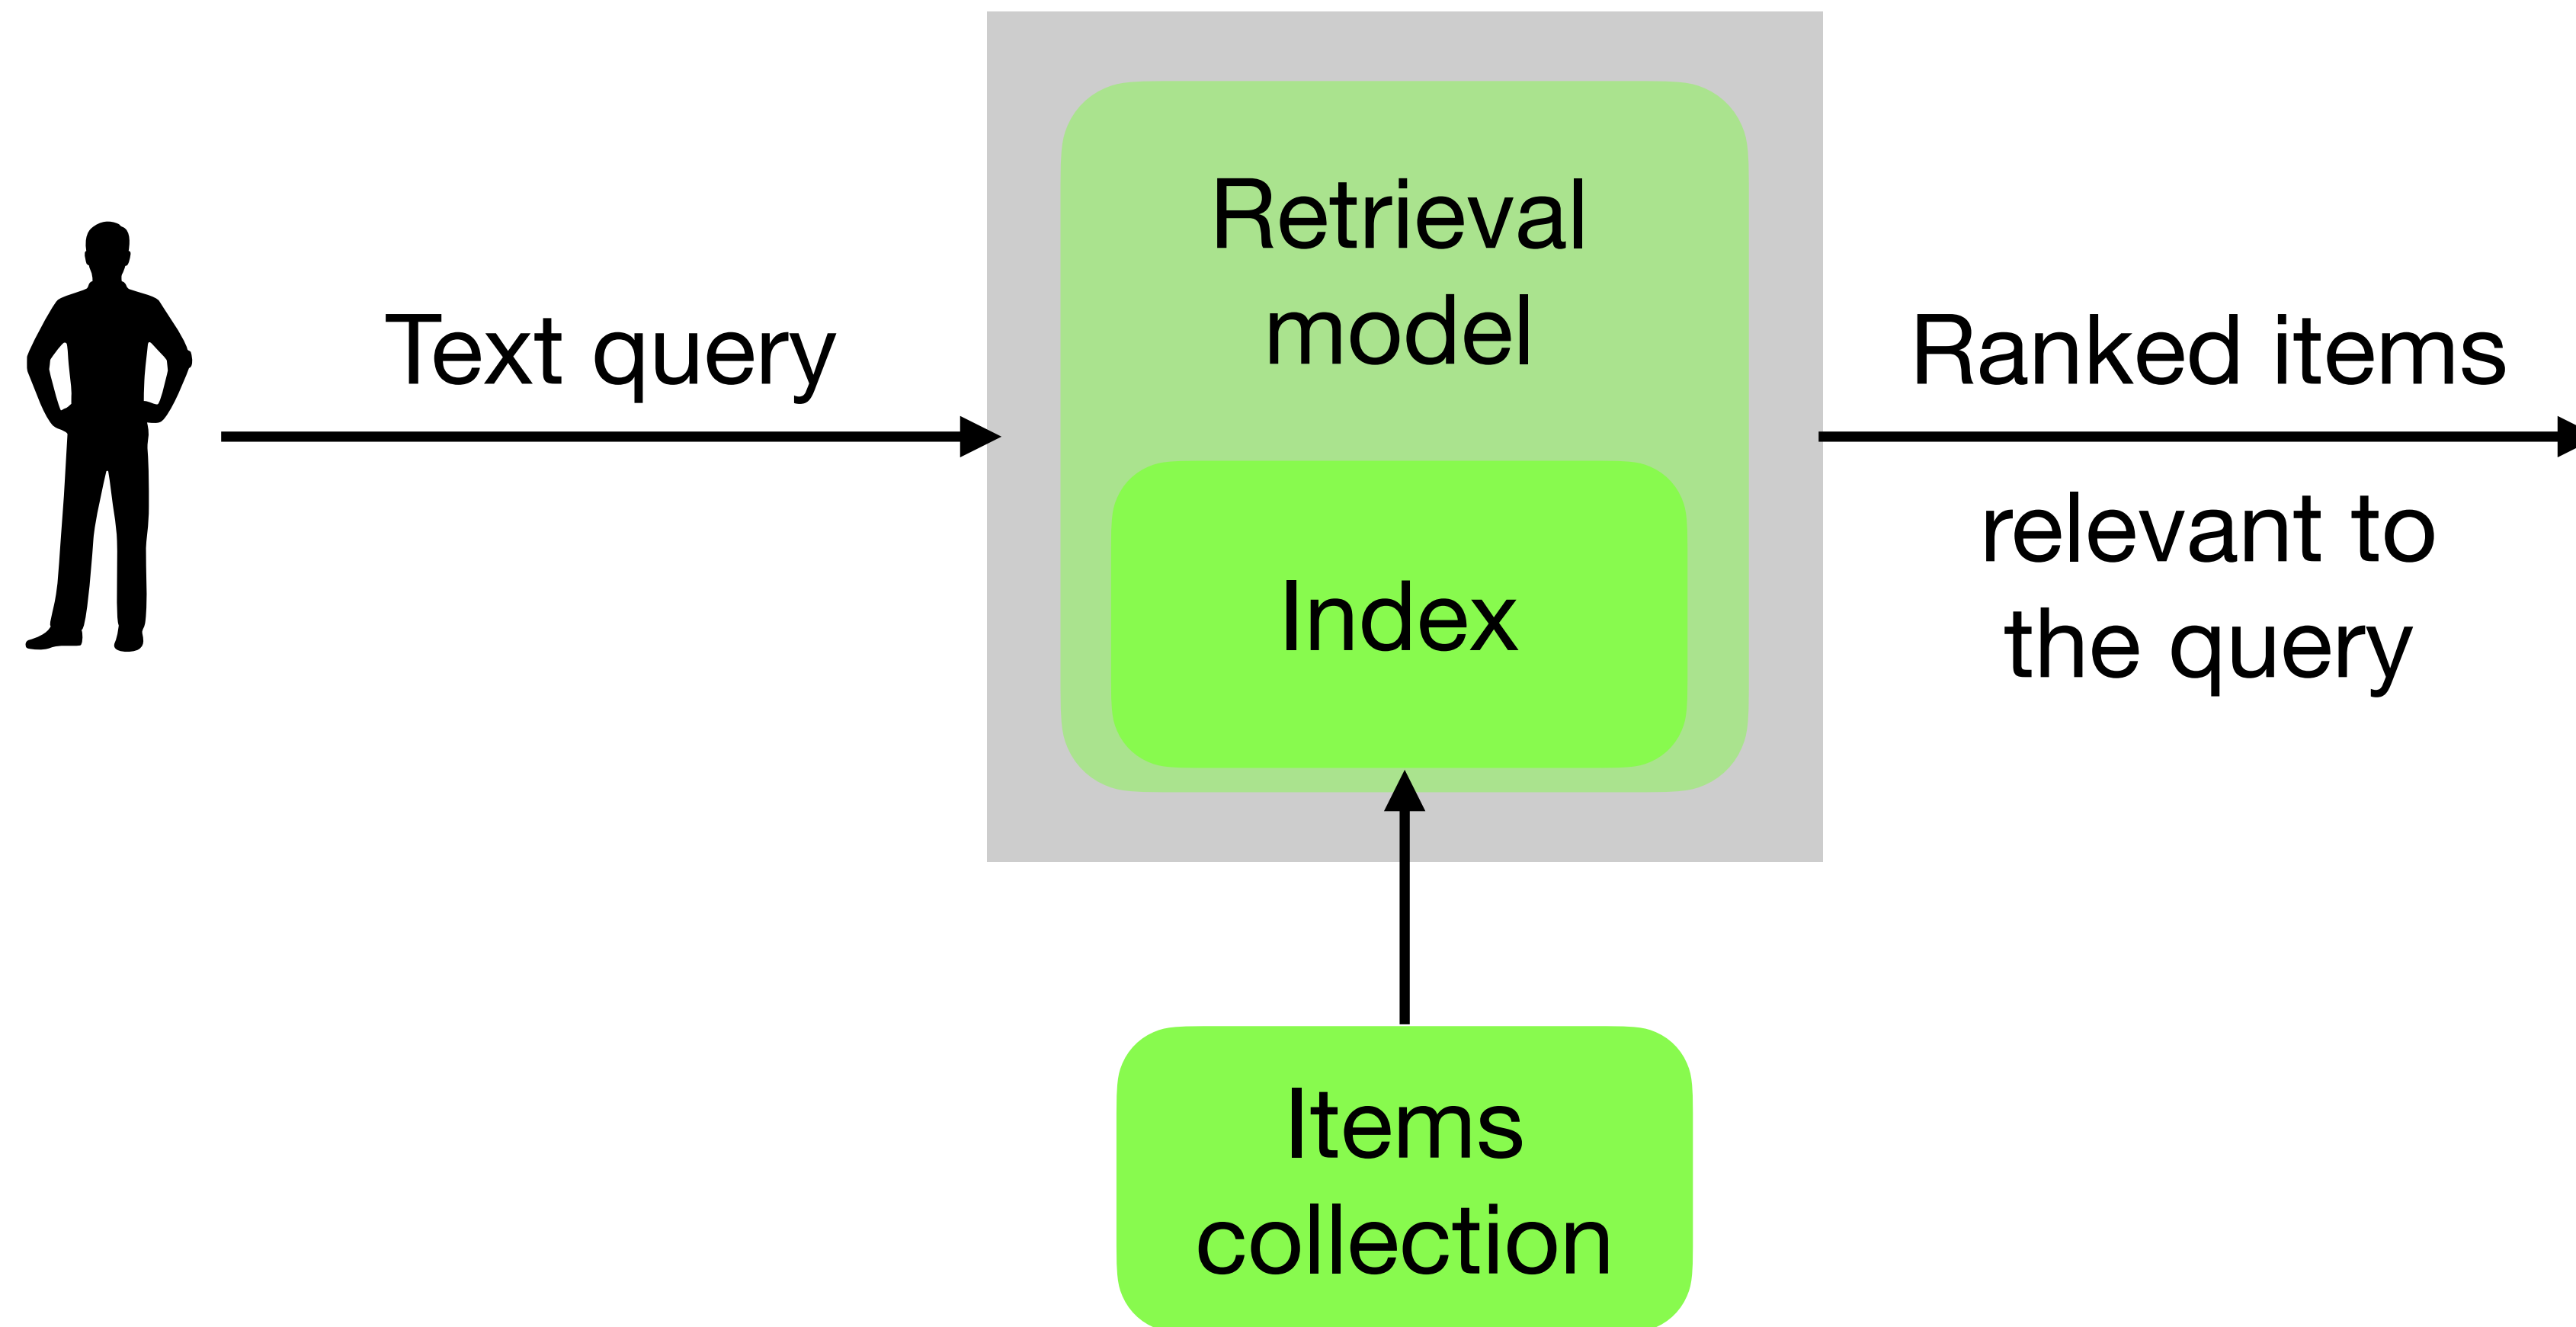 Text query
Retrieval
model
Index
Ranked items
relevant to
the query
Items
collection